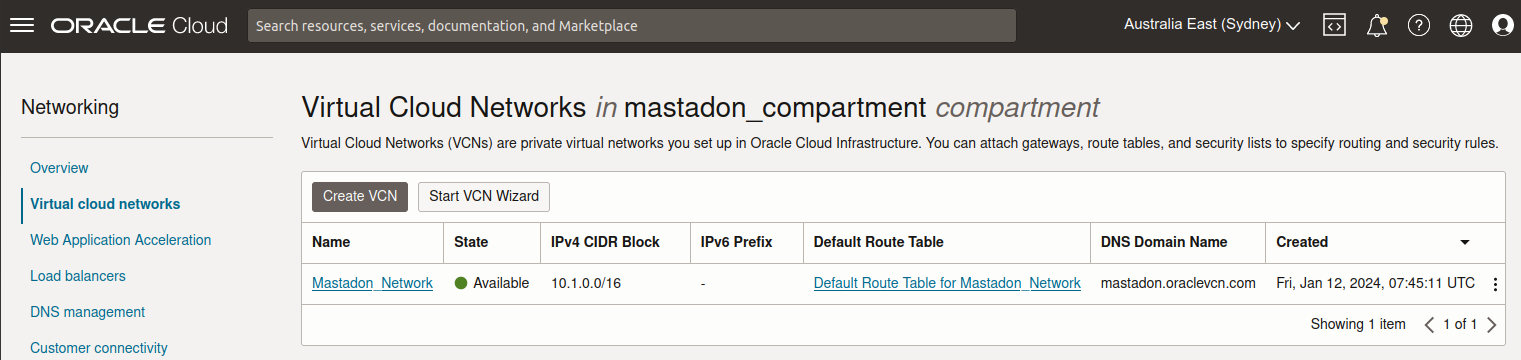 ORACLE Cloud
Search resources, services, documentation, and Marketplace
Australia East (Sydney)
Networking
Overview
Virtual cloud networks
Web Application Acceleration
Load balancers
DNS management
Customer connectivity
Virtual Cloud Networks in mastadon_compartment compartment
Virtual Cloud Networks (VCNs) are private virtual networks you set up in Oracle Cloud Infrastructure. You can attach gateways, route tables, and security lists to specify routing and security rules.
Create VCN Start VCN Wizard
Name State IPv4 CIDR Block IPv6 Prefix Default Route Table DNS Domain Name Created
Mastadon_Network Available 10.1.0.0/16 - Default Route Table for Mastadon_Network mastadon.oraclevcn.com Fri, Jan 12, 2024, 07:45:11 UTC
Showing 1 item 1 of 1